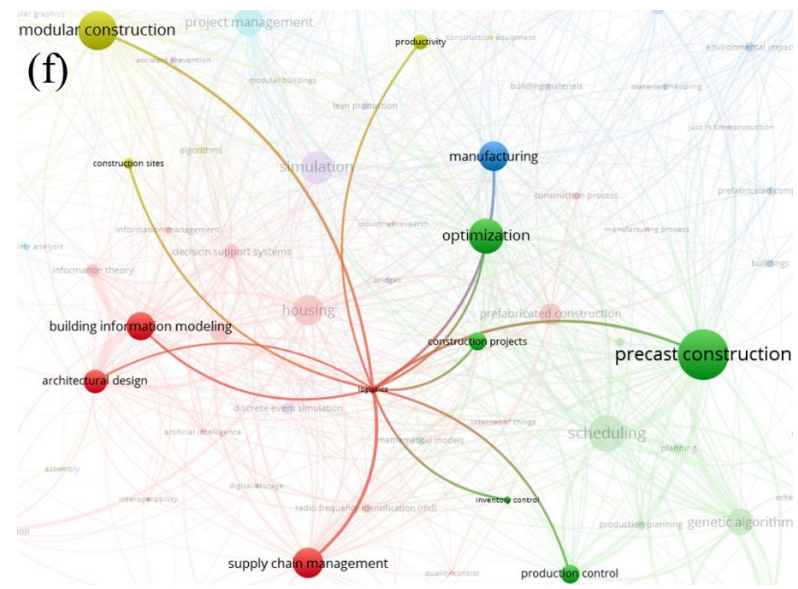 computer graphics
project management
modular construction
productivity
construction equipment
environmental impact
(f)
accident prevention
modular buildings
building materials
materials handling
lean production
just in time production
algorithms
manufacturing
construction sites
simulation
prefabricated comp
construction process
industrial research
information management
manufacturing process
optimization
decision support systems
buildings
information theory
bridges
housing
prefabricated construction
building information modeling
construction projects
precast construction
architectural design
logistics
discrete event simulation
internet of things
artificial intelligence
mathematical models
scheduling
planning
assembly
digital storage
interoperability
inventory control
radio frequency identification (rfid)
production planning
genetic algorithm
supply chain management
quality control
production control